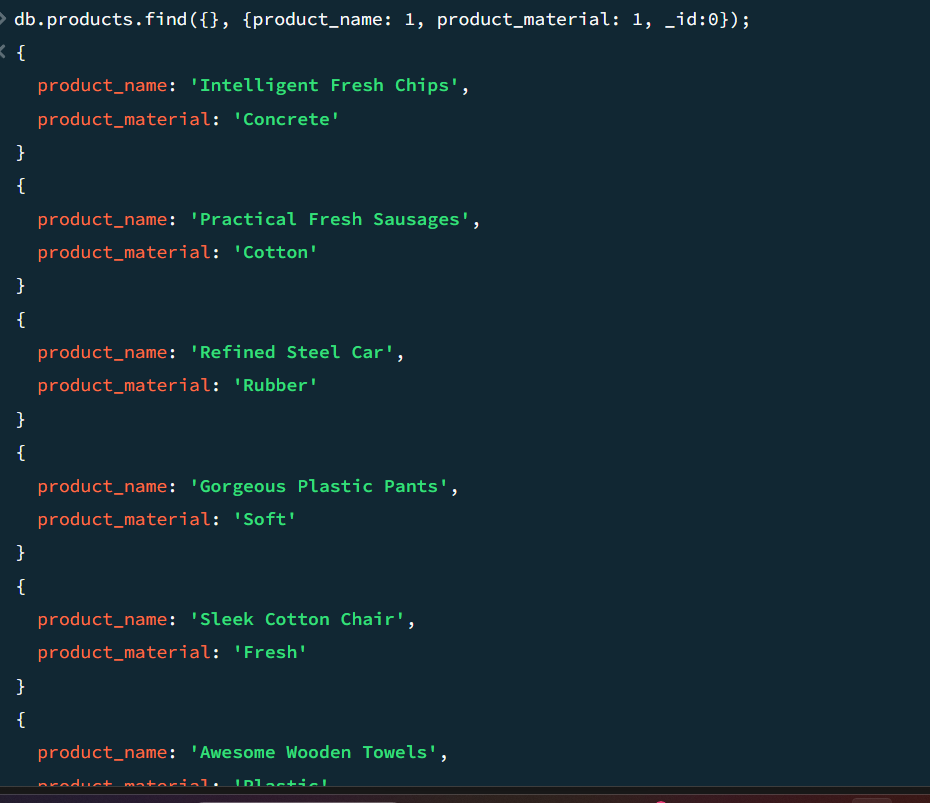 db.products.find({}, {product_name: 1, product_material: 1, _id:0});
{
product_name: 'Intelligent Fresh Chips',
product_material: 'Concrete'
}
{
product_name: 'Practical Fresh Sausages',
product_material: 'Cotton'
}
{
product_name: 'Refined Steel Car',
product_material: 'Rubber'
}
{
product_name: 'Gorgeous Plastic Pants',
product_material: 'Soft'
}
{
product_name: 'Sleek Cotton Chair',
product_material: 'Fresh'
}
{
product_name: 'Awesome Wooden Towels',
product_material: 'Plastic'